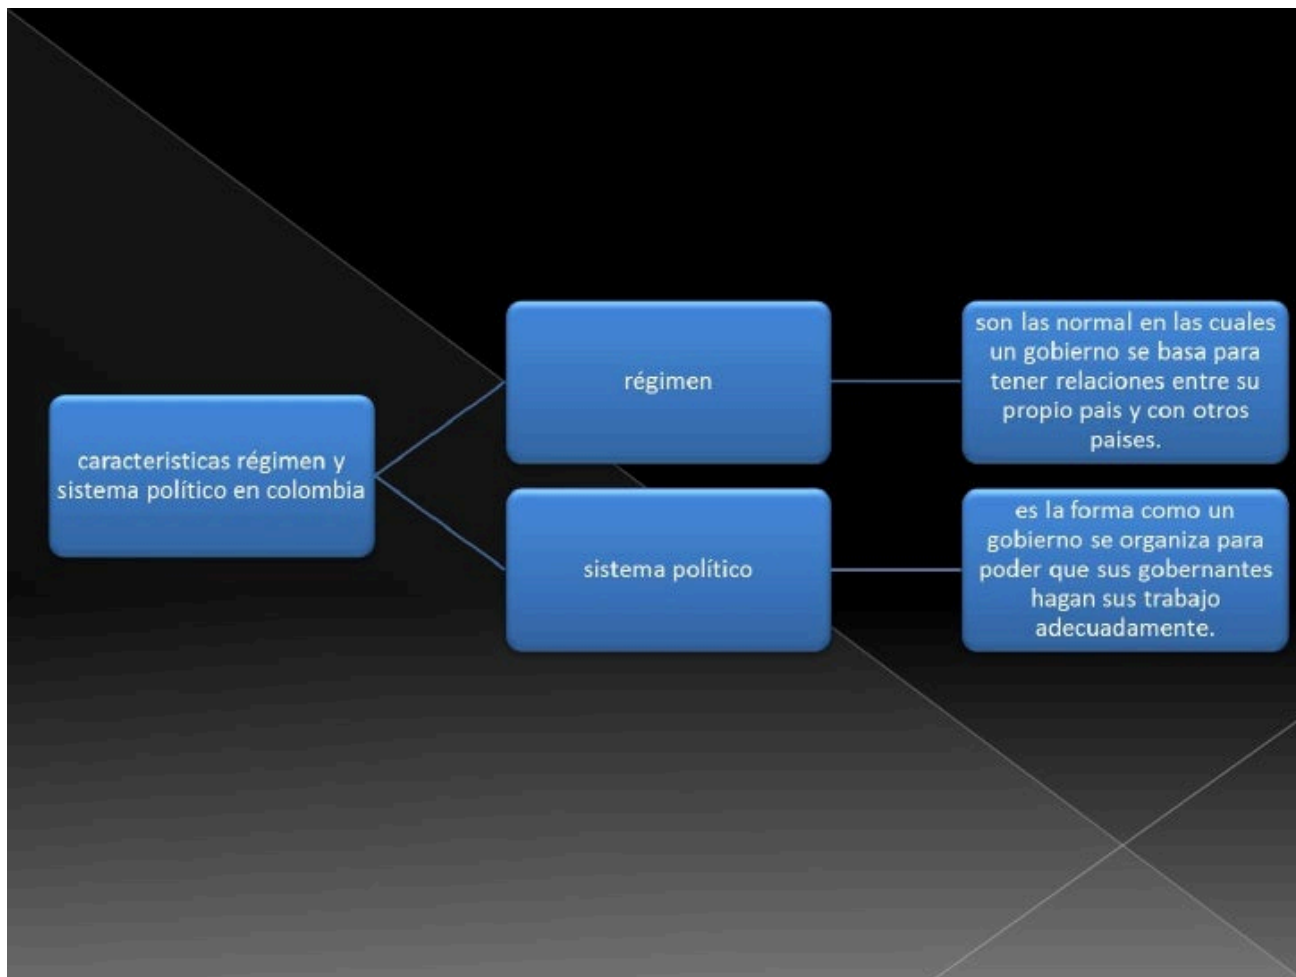 caracteristicas régimen y
sistema político en colombia
régimen
son las normal en las cuales
un gobierno se basa para
tener relaciones entre su
propio pais y con otros
paises.
sistema político
es la forma como un
gobierno se organiza para
poder que sus gobernantes
hagan sus trabajo
adecuadamente.